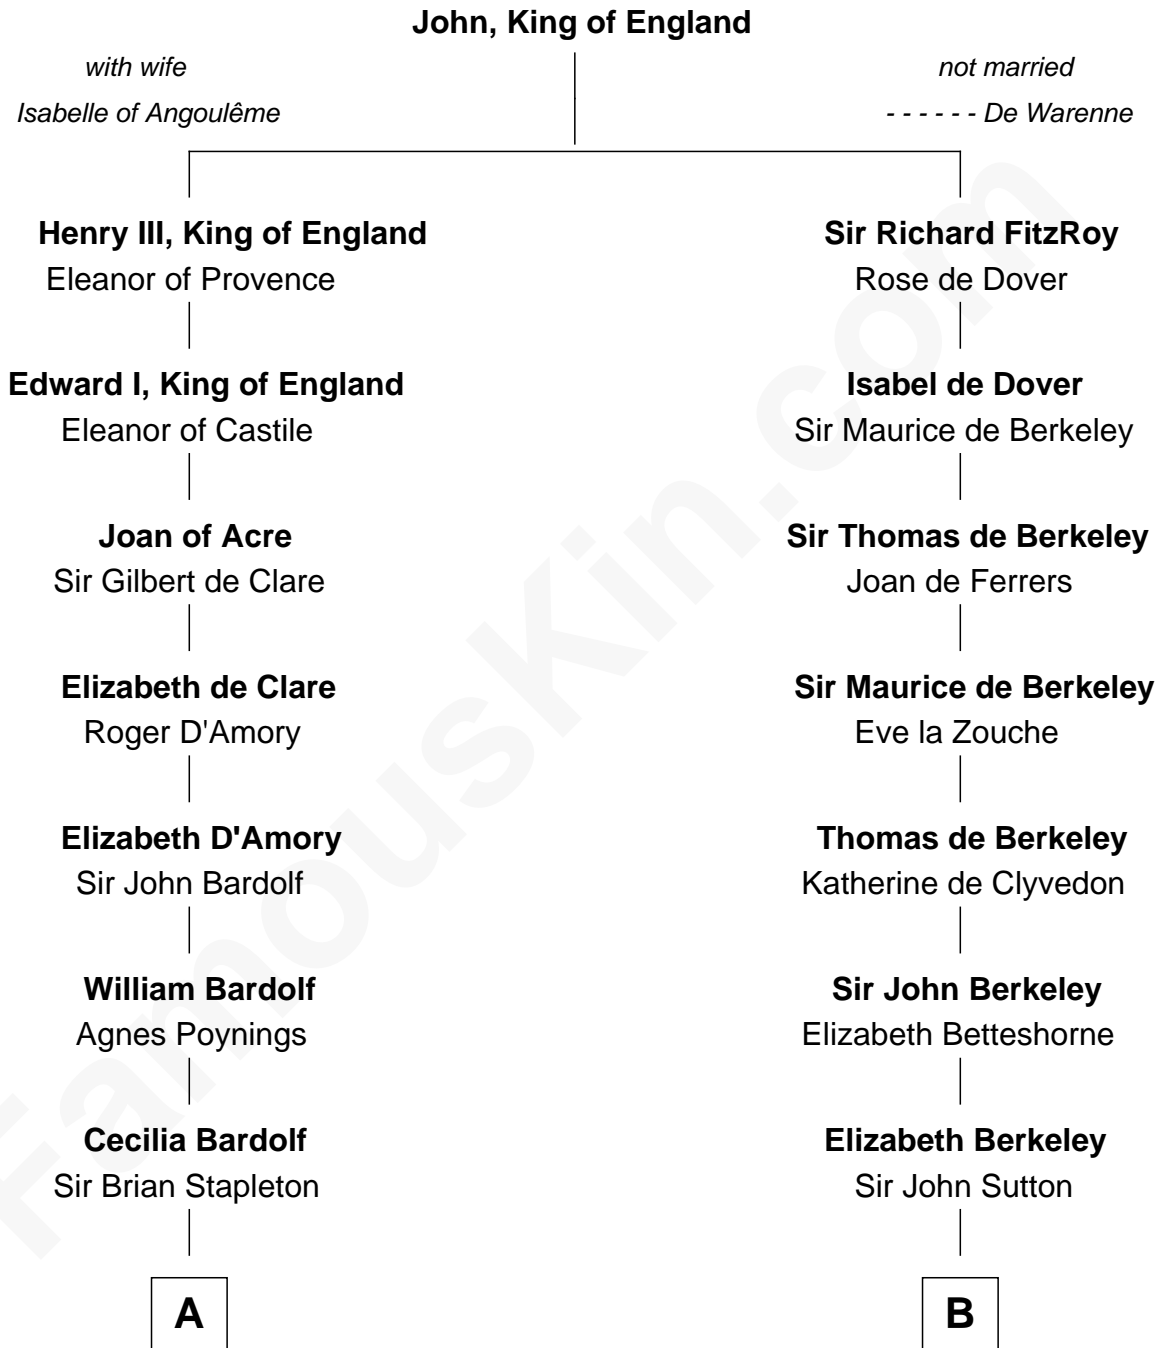 John, King of England
with wife
Isabelle of Angoulême
not married
- - - - - - De Warenne
Henry III, King of England
Eleanor of Provence
Edward I, King of England
Eleanor of Castile
Joan of Acre
Sir Gilbert de Clare
Elizabeth de Clare
Roger D'Amory
Elizabeth D'Amory
Sir John Bardolf
William Bardolf
Agnes Poynings
Cecilia Bardolf
Sir Brian Stapleton
A
Sir Richard FitzRoy
Rose de Dover
Isabel de Dover
Sir Maurice de Berkeley
Sir Thomas de Berkeley
Joan de Ferrers
Sir Maurice de Berkeley
Eve la Zouche
Thomas de Berkeley
Katherine de Clyvedon
Sir John Berkeley
Elizabeth Betteshorne
Elizabeth Berkeley
Sir John Sutton
B
FamousKin.com